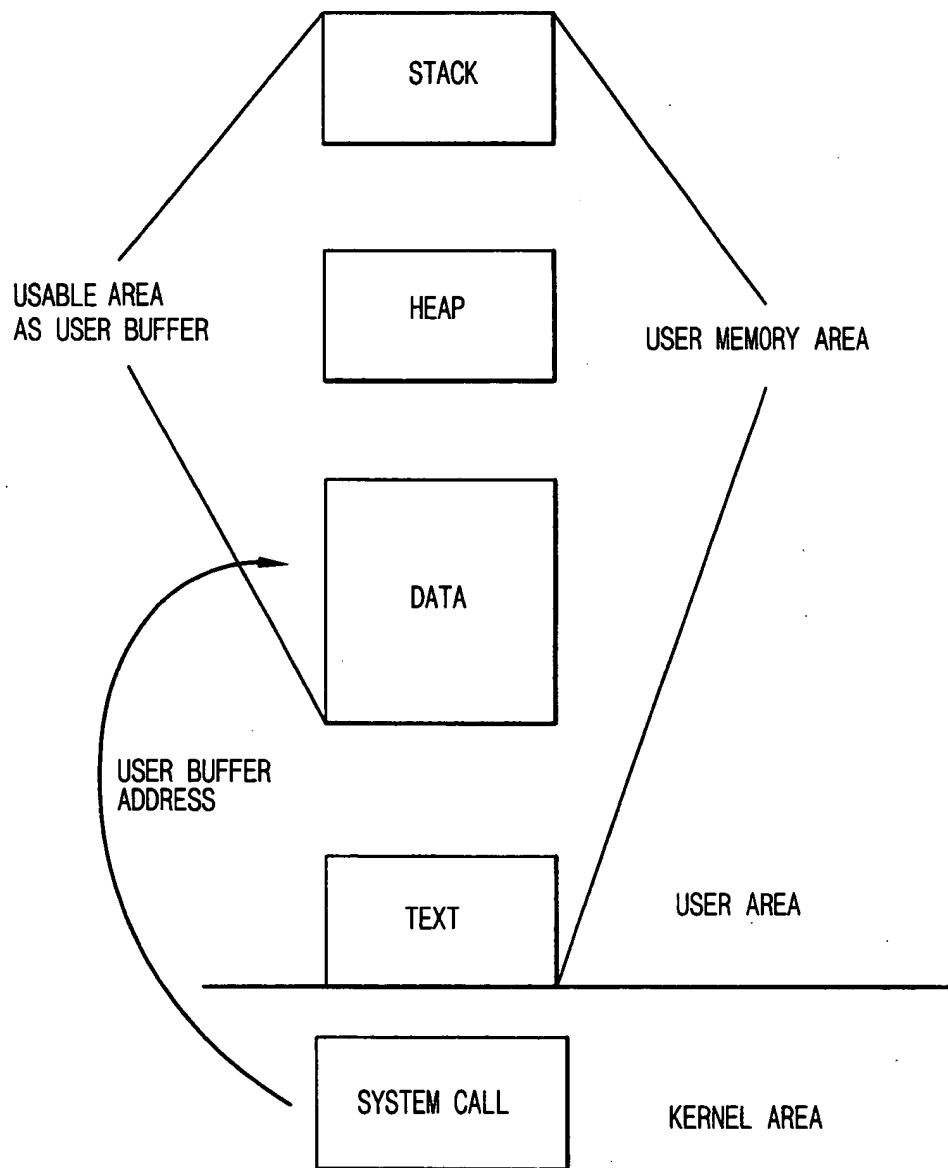 STACK
USABLE AREA
AS USER BUFFER
HEAP
USER MEMORY AREA
DATA
USER BUFFER
ADDRESS
TEXT
USER AREA
SYSTEM CALL
KERNEL AREA